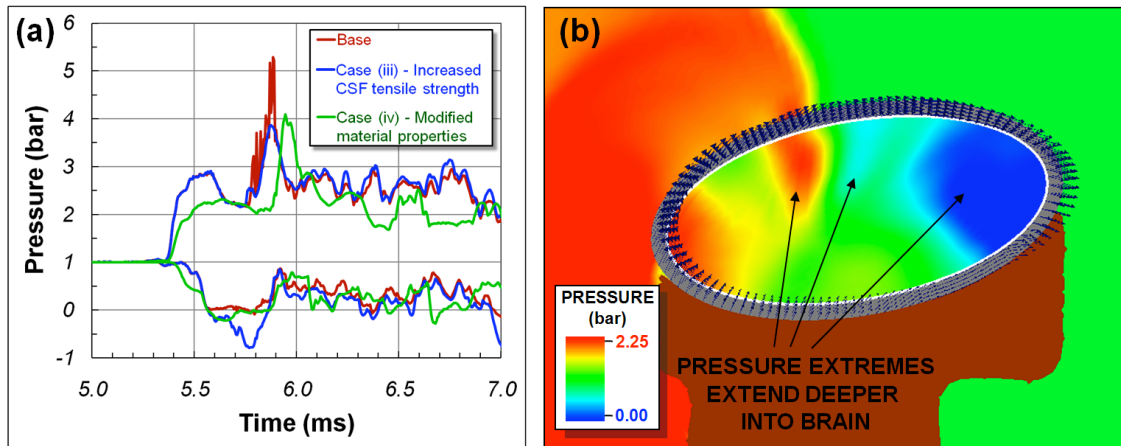 (a)
6
5
4
3
2
1
0
-1
Pressure (bar)
5.0 5.5 6.0 6.5 7.0
Time (ms)
Base
Case (iii) - Increased
CSF tensile strength
Case (iv) - Modified
material properties
(b)
PRESSURE
(bar)
2.25
0.00
PRESSURE EXTREMES
EXTEND DEEPER
INTO BRAIN